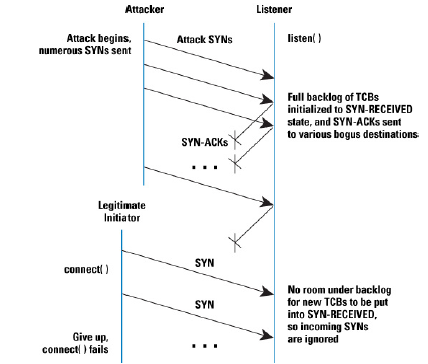 Attacker
Listener
Attack begins,
numerous SYNs sent
Attack SYNs
listen( )
Full backlog of TCBs
initialized to SYN-RECEIVED
state, and SYN-ACKs sent
to various bogus destinations
SYN-ACKs
. . .
Legitimate
Initiator
SYN
connect( )
SYN
No room under backlog
for new TCBs to be put
into SYN-RECEIVED,
so incoming SYNs
are ignored
Give up,
connect( ) fails
. . .